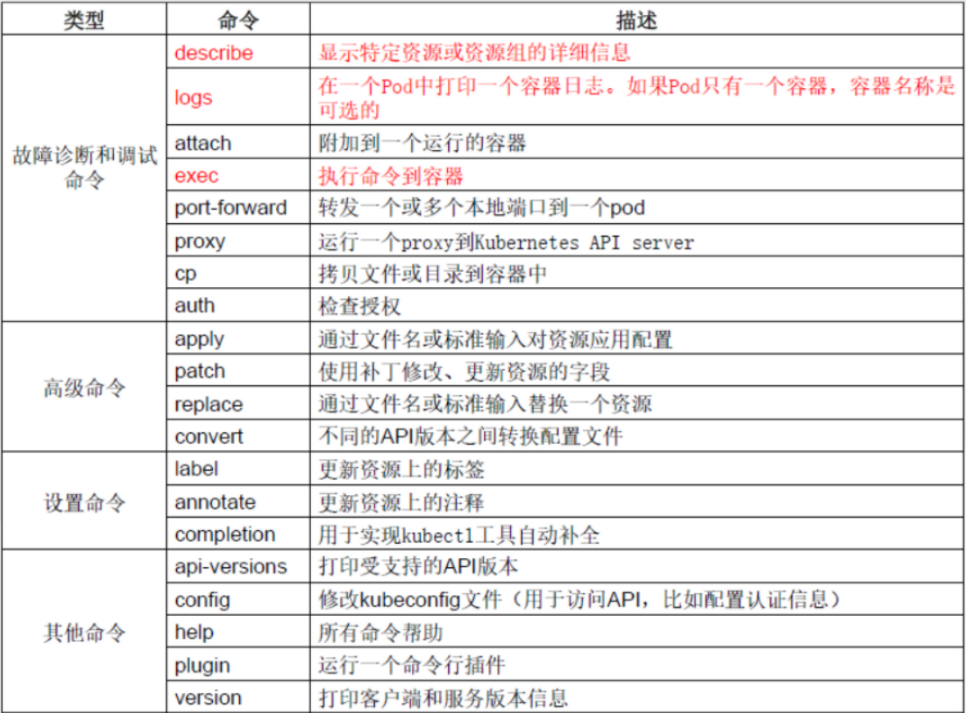 类型 命令 描述
describe 显示特定资源或资源组的详细信息
logs 在一个Pod中打印一个容器日志。如果Pod只有一个容器，容器名称是
可选的
attach 附加到一个运行的容器
故障诊断和调试
命令
exec 执行命令到容器
port-forward 转发一个或多个本地端口到一个pod
proxy 运行一个proxy到Kubernetes API server
cp 拷贝文件或目录到容器中
auth 检查授权
apply 通过文件名或标准输入对资源应用配置
patch 使用补丁修改、更新资源的字段
高级命令
replace 通过文件名或标准输入替换一个资源
convert 不同的API版本之间转换配置文件
label 更新资源上的标签
设置命令 annotate 更新资源上的注释
completion 用于实现kubectl工具自动补全
api-versions 打印受支持的API版本
config 修改kubeconfig文件（用于访问API，比如配置认证信息）
其他命令 help 所有命令帮助
plugin 运行一个命令行插件
version 打印客户端和服务版本信息